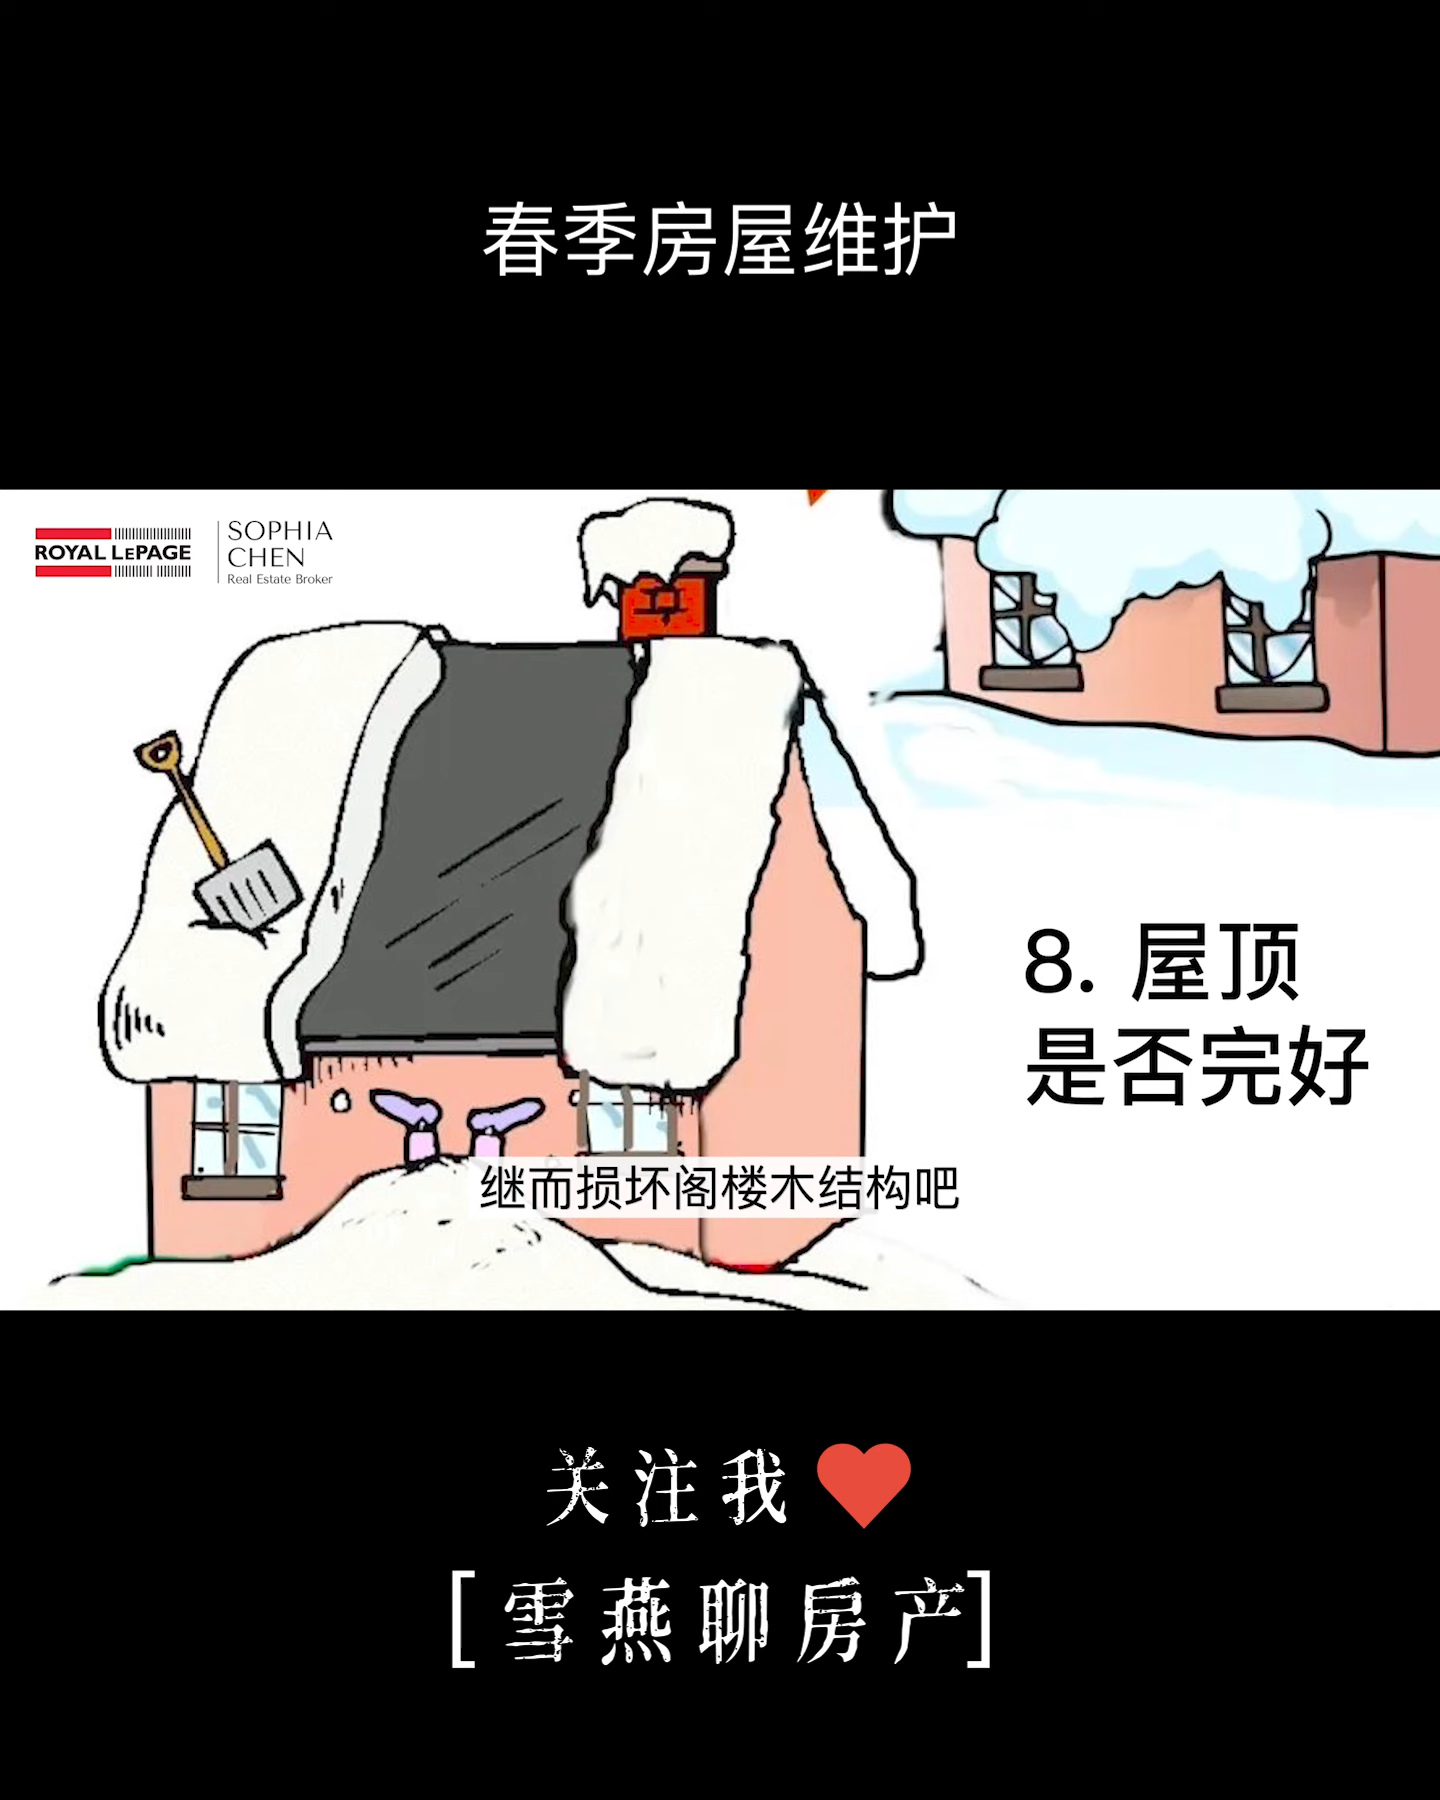 春季房屋维护
ROYAL LEPAGE
SOPHIA
CHEN
Real Estate Broker
8. 屋顶
是否完好
继而损坏阁楼木结构吧
关注我
[雪燕聊房产]